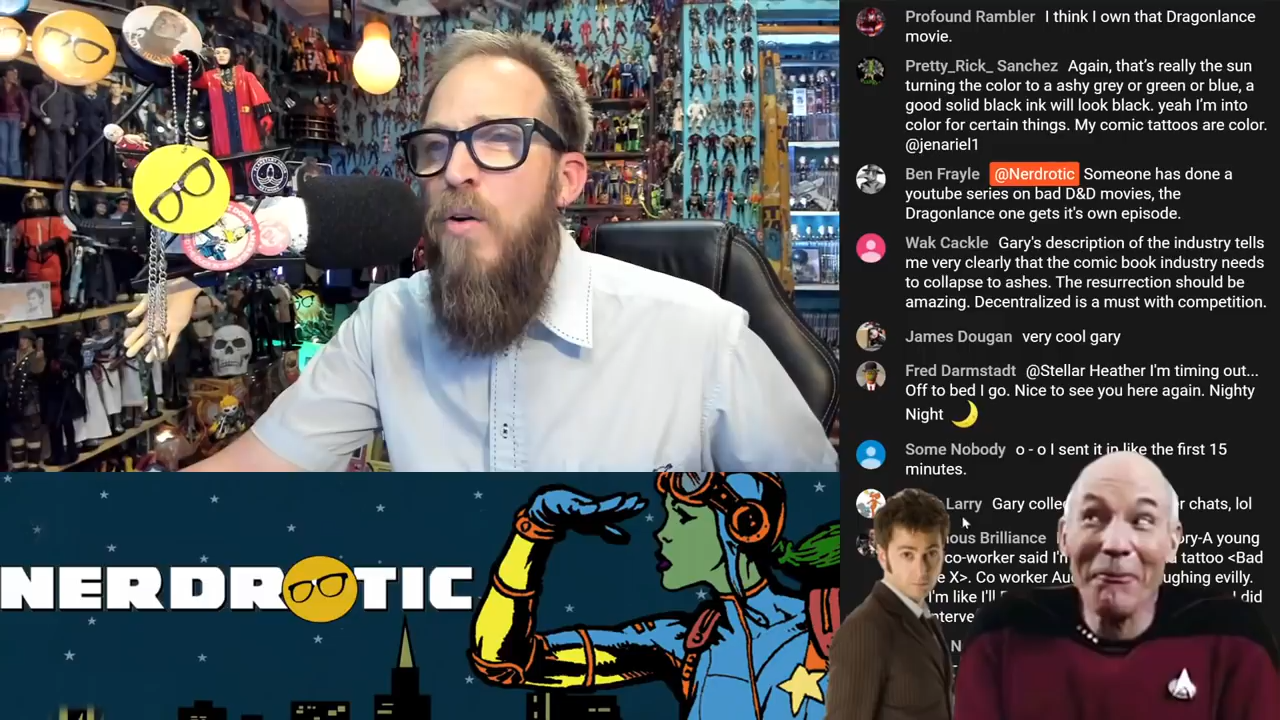 Profound Rambler I think I own that Dragonlance
movie.
Pretty_Rick_ Sanchez Again, that's really the sun
turning the color to a ashy grey or green or blue, a
good solid black ink will look black. yeah I'm into
color for certain things. My comic tattoos are color.
@jenariel1
Ben Frayle @Nerdrotic Someone has done a
youtube series on bad D&D movies, the
Dragonlance one gets it's own episode.
Wak Cackle Gary's description of the industry tells
me very clearly that the comic book industry needs
to collapse to ashes. The resurrection should be
amazing. Decentralized is a must with competition.
James Dougan very cool gary
Fred Darmstadt @Stellar Heather I'm timing out...
Off to bed I go. Nice to see you here again. Nighty
Night
Some Nobody o - o I sent it in like the first 15
minutes.
Larry Gary chats, lol
Brilliance young
co-worker said I'm tattoo <Bad
X>. Co worker evilly.
I'm like I'll did
NERDROTIC